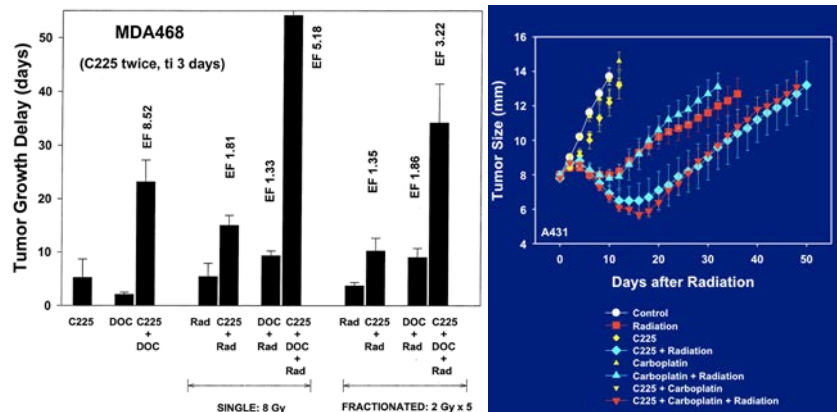 MDA468
(C225 twice, ti 3 days)
Tumor Growth Delay (days)
50
40
30
20
10
0
EF 8.52
EF 1.81
EF 1.33
EF 5.18
EF 1.35
EF 1.86
EF 3.22
C225
DOC
C225 + DOC
Rad
C225 + Rad
DOC + Rad
C225 + DOC + Rad
Rad
C225 + Rad
DOC + Rad
C225 + DOC + Rad
SINGLE: 8 Gy
FRACTIONATED: 2 Gy x 5
Tumor Size (mm)
16
14
12
10
8
6
4
A431
0 10 20 30 40 50
Days after Radiation
Control
Radiation
C225
C225 + Radiation
Carboplatin
Carboplatin + Radiation
C225 + Carboplatin
C225 + Carboplatin + Radiation